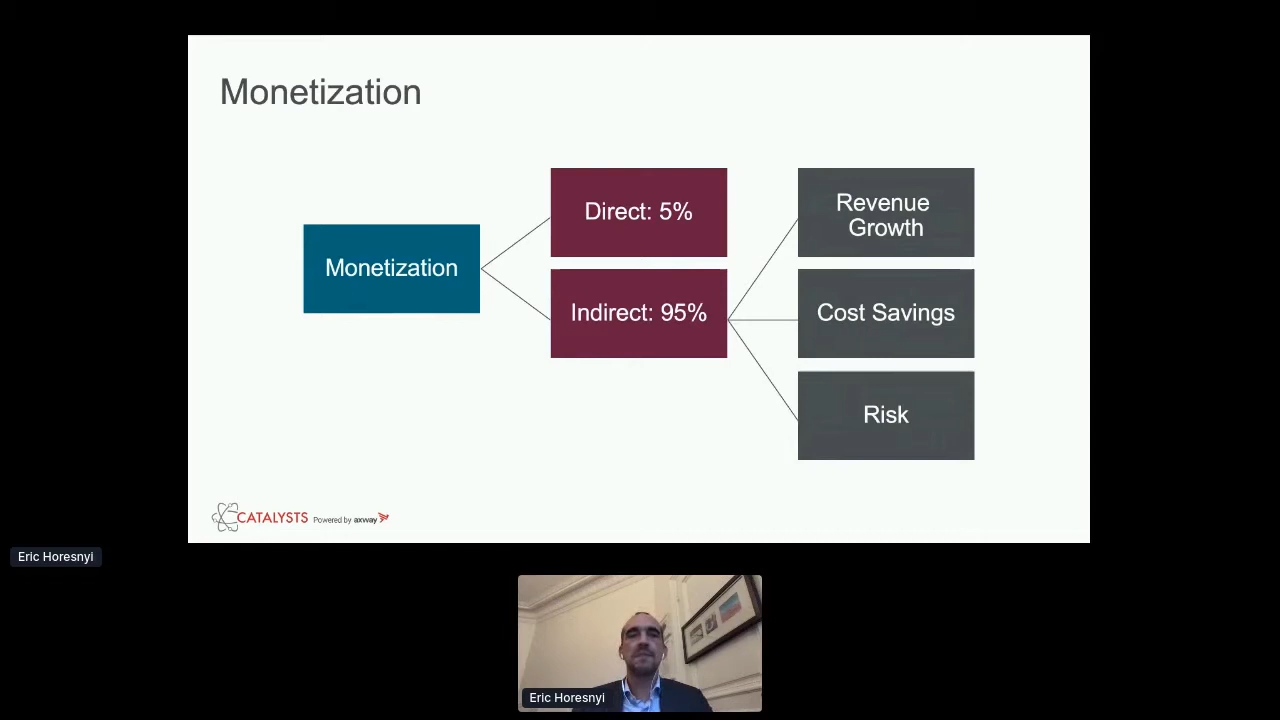 Monetization
Monetization
Direct: 5%
Indirect: 95%
Revenue
Growth
Cost Savings
Risk
CATALYSTS Powered by axway
Eric Horesnyi
Eric Horesnyi